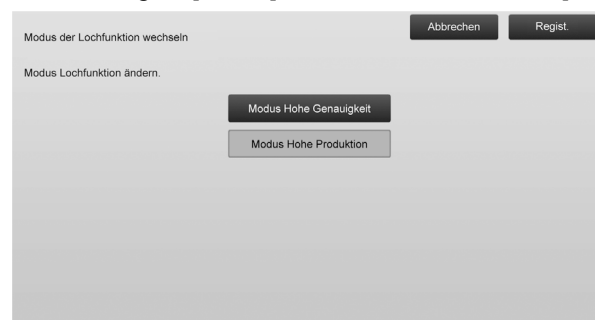 Modus der Lochfunktion wechseln
Abbrechen
Regist.
Modus Lochfunktion ändern.
Modus Hohe Genauigkeit
Modus Hohe Produktion